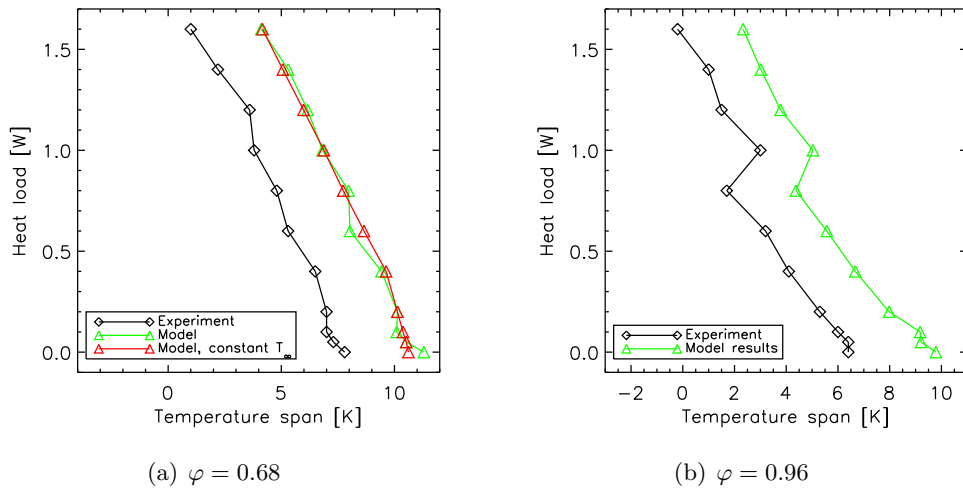 1.5
1.0
0.5
0.0
Heat load [W]
Experiment
Model
Model, constant T∞
0
5
10
Temperature span [K]
(a) φ = 0.68
1.5
1.0
0.5
0.0
Heat load [W]
Experiment
Model results
−2
0
2
4
6
8
10
Temperature span [K]
(b) φ = 0.96